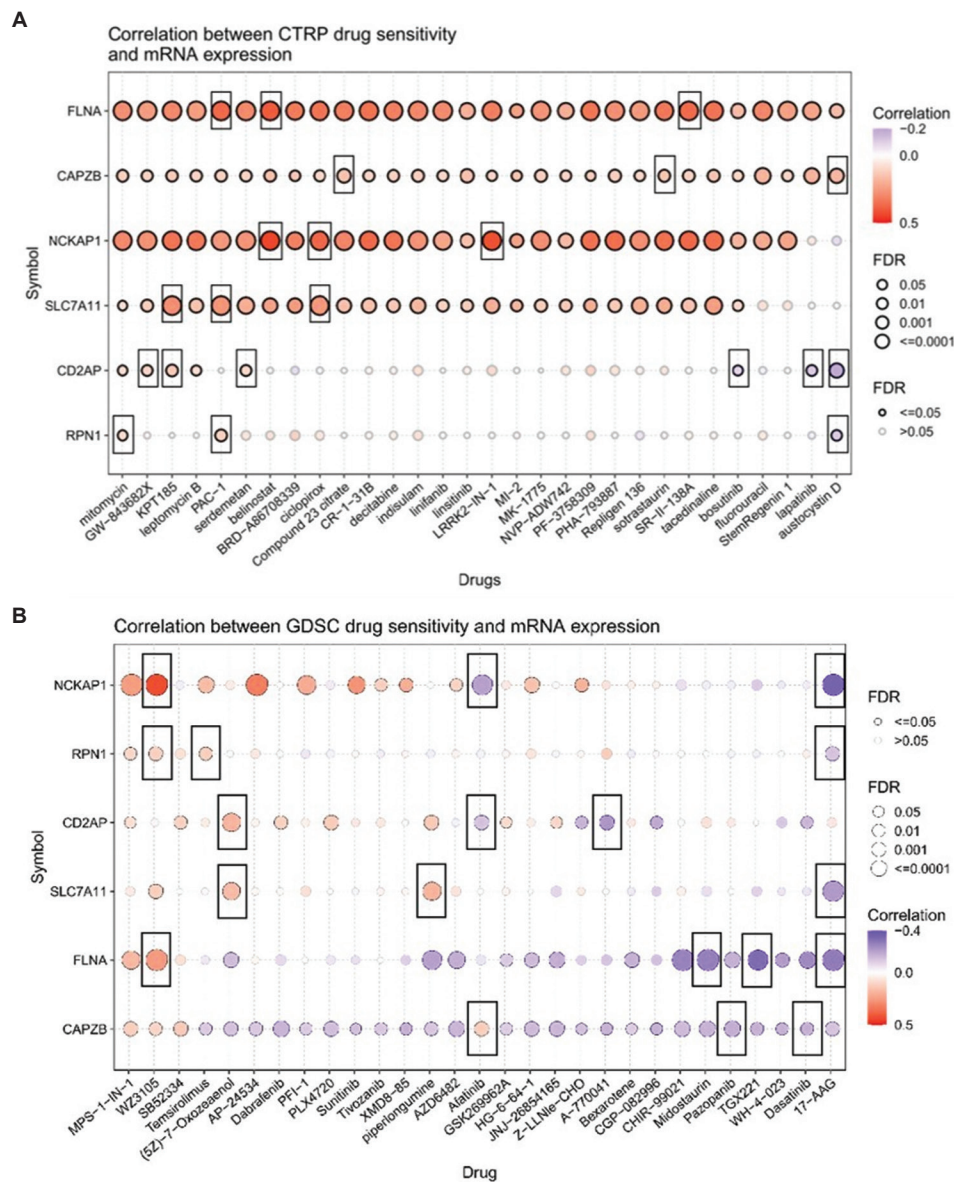 A
Correlation between CTRP drug sensitivity
and mRNA expression
Symbol
FLNA
CAPZB
NCKAP1
SLC7A11
CD2AP
RPN1
Correlation
−0.2
0.0
0.5
FDR
0.05
0.01
0.001
<=0.0001
FDR
<=0.05
>0.05
mitomycin
GW−843682X
KPT185
leptomycin B
PAC−1
serdemetan
belinostat
BRD−A86708339
ciclopirox
Compound 23 citrate
CR−1−31B
decitabine
indisulam
linifanib
linsitinib
LRRK2−IN−1
MI−2
MK−1775
NVP−ADW742
PF−3758309
PHA−793887
Repligen 136
sotrastaurin
SR−II−138A
tacedinaline
bosutinib
fluorouracil
StemRegenin 1
lapatinib
austocystin D
Drugs
B
Correlation between GDSC drug sensitivity and mRNA expression
Symbol
NCKAP1
RPN1
CD2AP
SLC7A11
FLNA
CAPZB
FDR
<=0.05
>0.05
FDR
0.05
0.01
0.001
<=0.0001
Correlation
−0.4
0.0
0.5
MPS−1−IN−1
WZ3105
SB52334
Temsirolimus
(5Z)−7−Oxozeaenol
AP−24534
Dabrafenib
PFI−1
PLX4720
Sunitinib
Tivozanib
XMD8−85
piperlongumine
AZD6482
Afatinib
GSK269962A
HG−6−64−1
JNJ−26854165
Z−LLNle−CHO
A−770041
Bexarotene
CGP−082996
CHIR−99021
Midostaurin
Pazopanib
TGX221
WH−4−023
Dasatinib
17−AAG
Drug